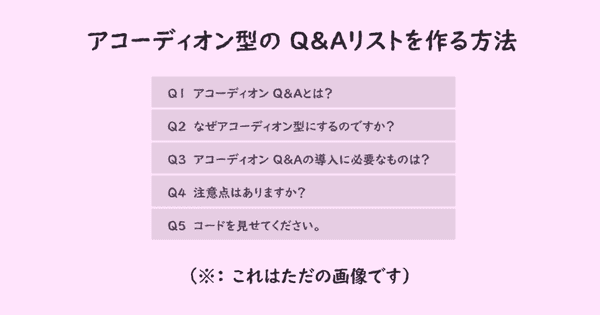 アコーディオン型の Q&Aリストを作る方法
Q1 アコーディオン Q&Aとは?
Q2 なぜアコーディオン型にするのですか?
Q3 アコーディオン Q&Aの導入に必要なものは?
Q4 注意点はありますか?
Q5 コードを見せてください。
(※: これはただの画像です)